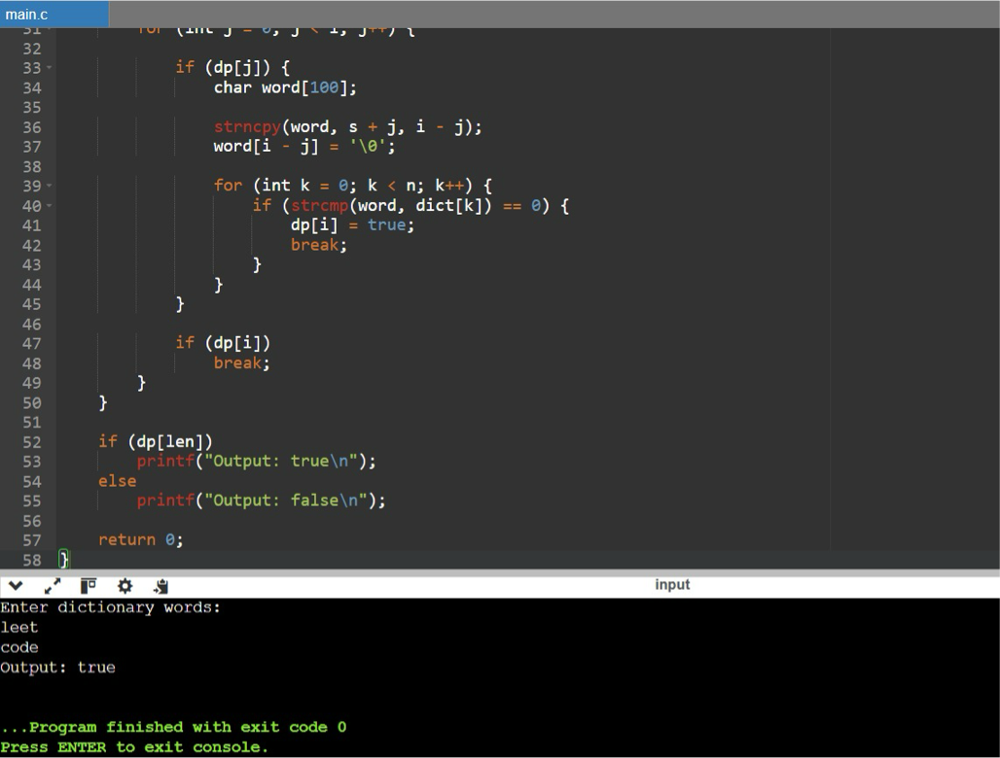 main.c
31 for (int j = 0; j < i; j++) {
32
33 if (dp[j]) {
34 char word[100];
35
36 strncpy(word, s + j, i - j);
37 word[i - j] = '\0';
38
39 for (int k = 0; k < n; k++) {
40 if (strcmp(word, dict[k]) == 0) {
41 dp[i] = true;
42 break;
43 }
44 }
45 }
46
47 if (dp[i])
48 break;
49 }
50 }
51
52 if (dp[len])
53 printf("Output: true\n");
54 else
55 printf("Output: false\n");
56
57 return 0;
58 }
input
Enter dictionary words:
leet
code
Output: true
...Program finished with exit code 0
Press ENTER to exit console.